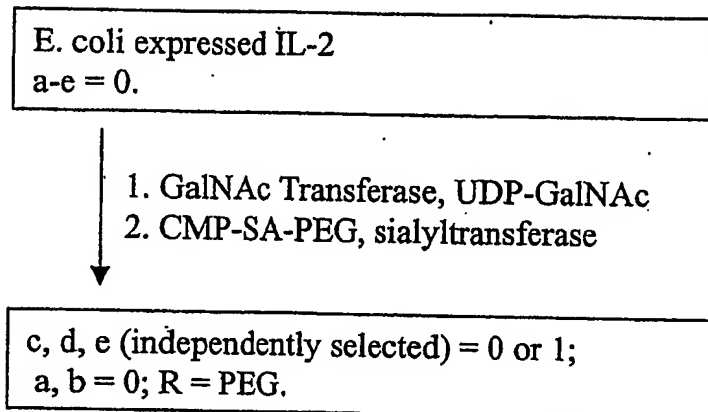 E. coli expressed IL-2
a-e = 0.
1. GalNAc Transferase, UDP-GalNAc
2. CMP-SA-PEG, sialyltransferase
c, d, e (independently selected) = 0 or 1;
a, b = 0; R = PEG.